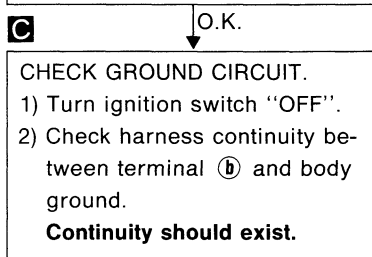 C
O.K.
CHECK GROUND CIRCUIT.
1) Turn ignition switch "OFF".
2) Check harness continuity be-
tween terminal ⓑ and body
ground.
Continuity should exist.